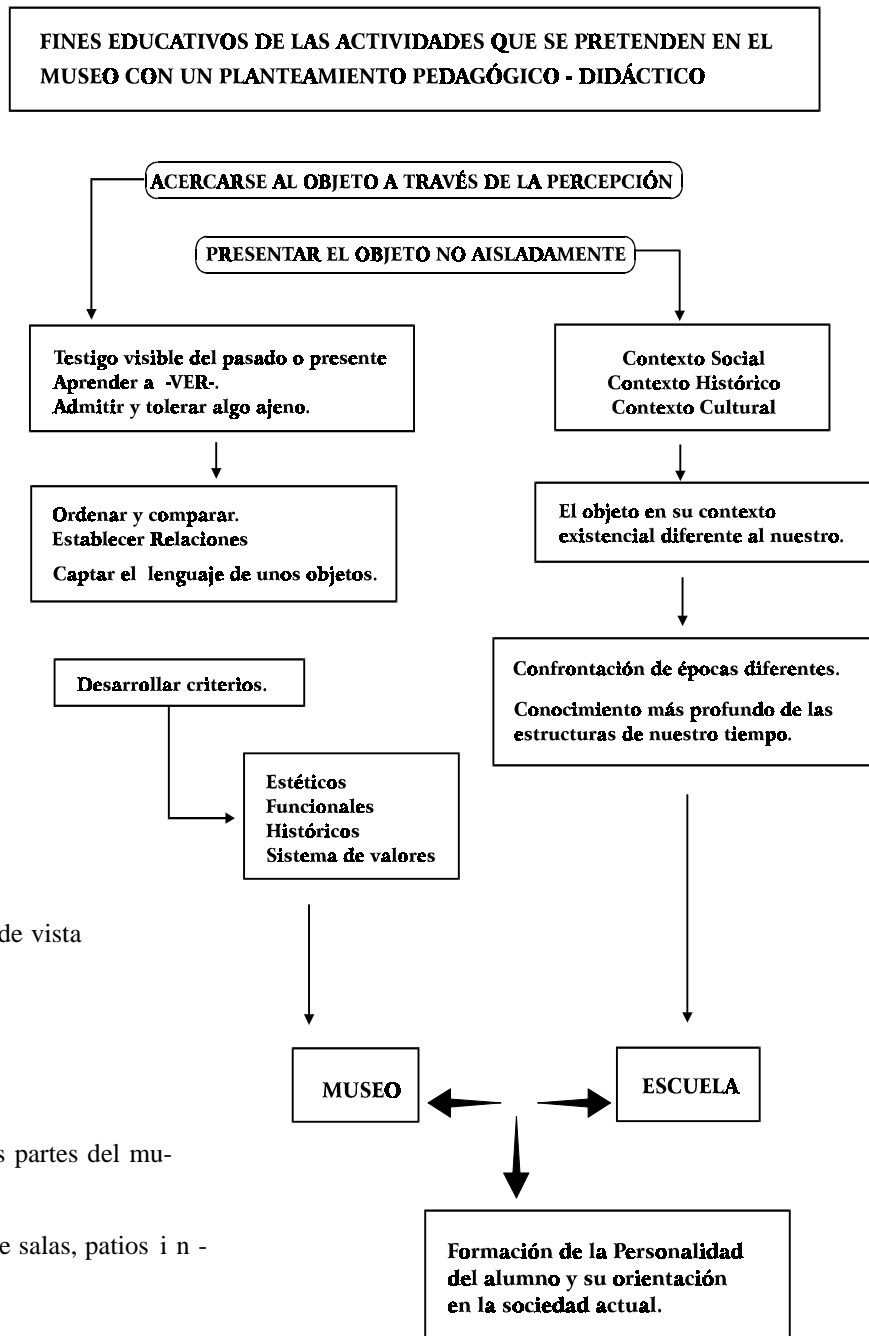 FINES EDUCATIVOS DE LAS ACTIVIDADES QUE SE PRETENDEN EN EL
MUSEO CON UN PLANTEAMIENTO PEDAGÓGICO - DIDÁCTICO
ACERCARSE AL OBJETO A TRAVÉS DE LA PERCEPCIÓN
PRESENTAR EL OBJETO NO AISLADAMENTE
Testigo visible del pasado o presente
Aprender a -VER-.
Admitir y tolerar algo ajeno.
Contexto Social
Contexto Histórico
Contexto Cultural
Ordenar y comparar.
Establecer Relaciones
Captar el lenguaje de unos objetos.
El objeto en su contexto
existencial diferente al nuestro.
Desarrollar criterios.
Confrontación de épocas diferentes.
Conocimiento más profundo de las
estructuras de nuestro tiempo.
Estéticos
Funcionales
Históricos
Sistema de valores
de vista
MUSEO
ESCUELA
s partes del mu-
e salas, patios i n -
Formación de la Personalidad
del alumno y su orientación
en la sociedad actual.